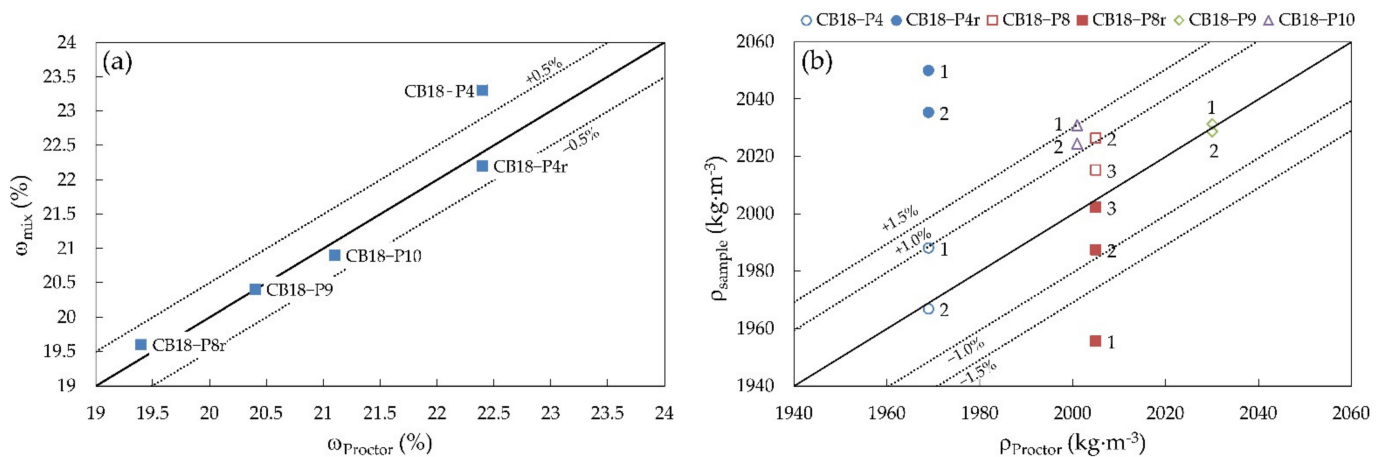 CB18–P4 CB18–P4r CB18–P8 CB18–P8r CB18–P9 CB18–P10
(a)
24
23.5
23
22.5
22
21.5
21
20.5
20
19.5
19
ωmix (%)
+0.5%
−0.5%
CB18-P4
CB18–P4r
CB18–P10
CB18–P9
CB18–P8r
19 19.5 20 20.5 21 21.5 22 22.5 23 23.5 24
ωProctor (%)
(b)
2060
2040
2020
2000
1980
1960
1940
ρsample (kg·m⁻³)
1
2
1
2
1
2
2
3
3
2
1
1
2
+1.5%
+1.0%
−1.0%
−1.5%
1940 1960 1980 2000 2020 2040 2060
ρProctor (kg·m⁻³)